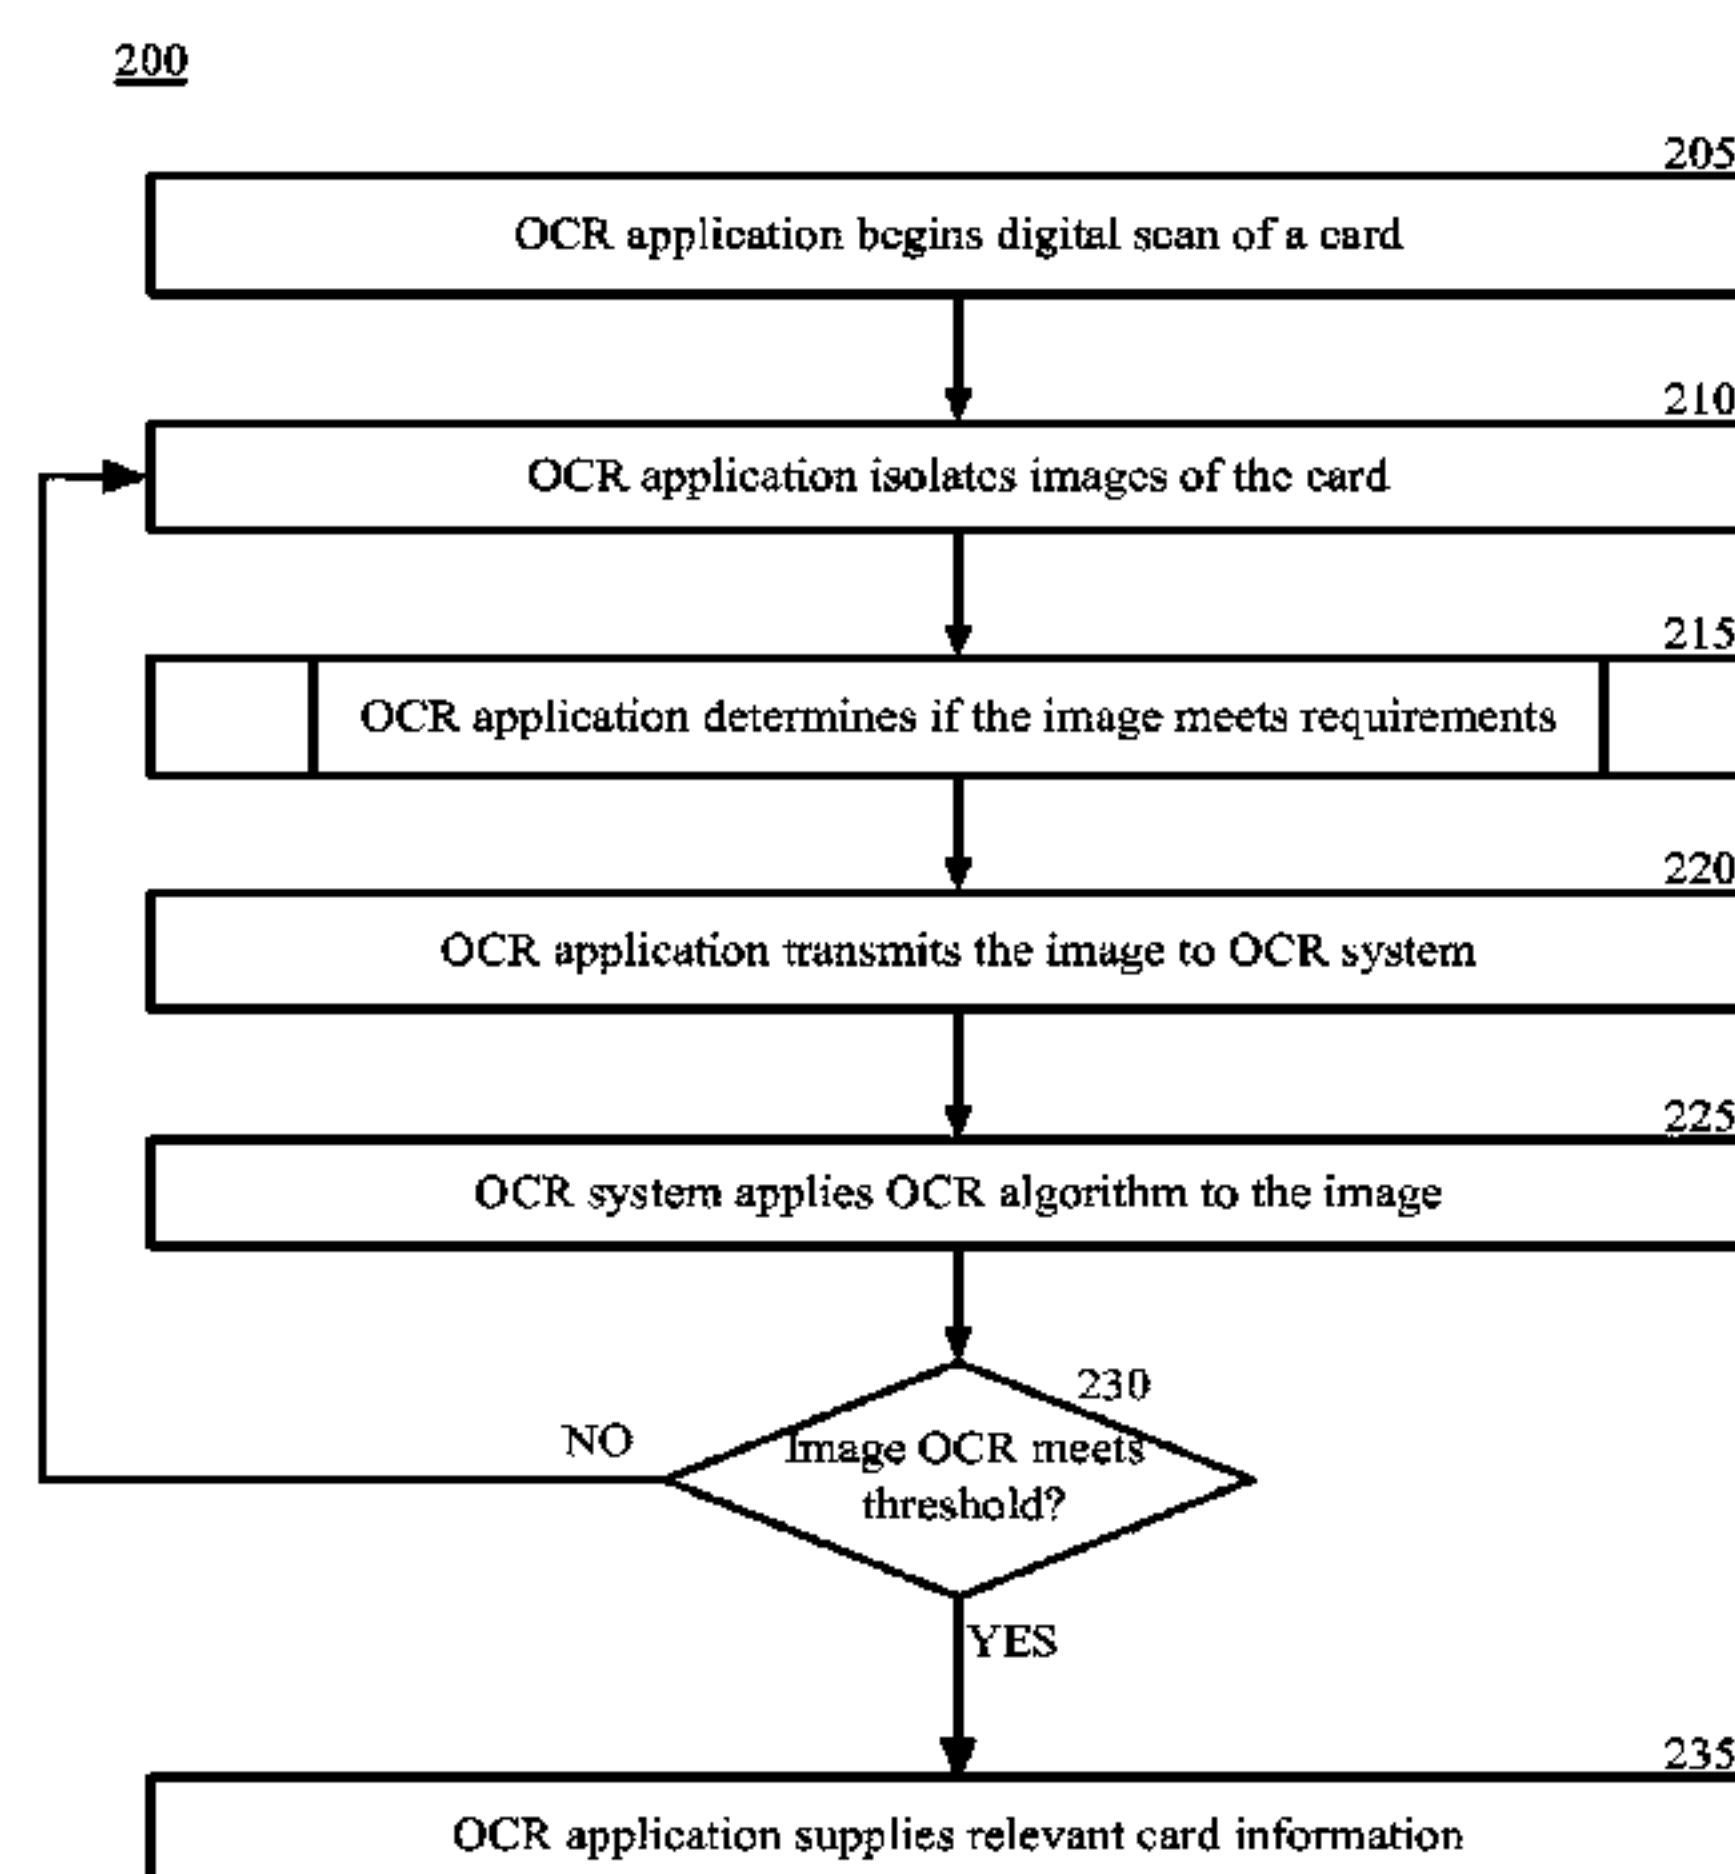 200
205
OCR application begins digital scan of a card
210
OCR application isolates images of the card
215
OCR application determines if the image meets requirements
220
OCR application transmits the image to OCR system
225
OCR system applies OCR algorithm to the image
230
NO
Image OCR meets
threshold?
YES
235
OCR application supplies relevant card information